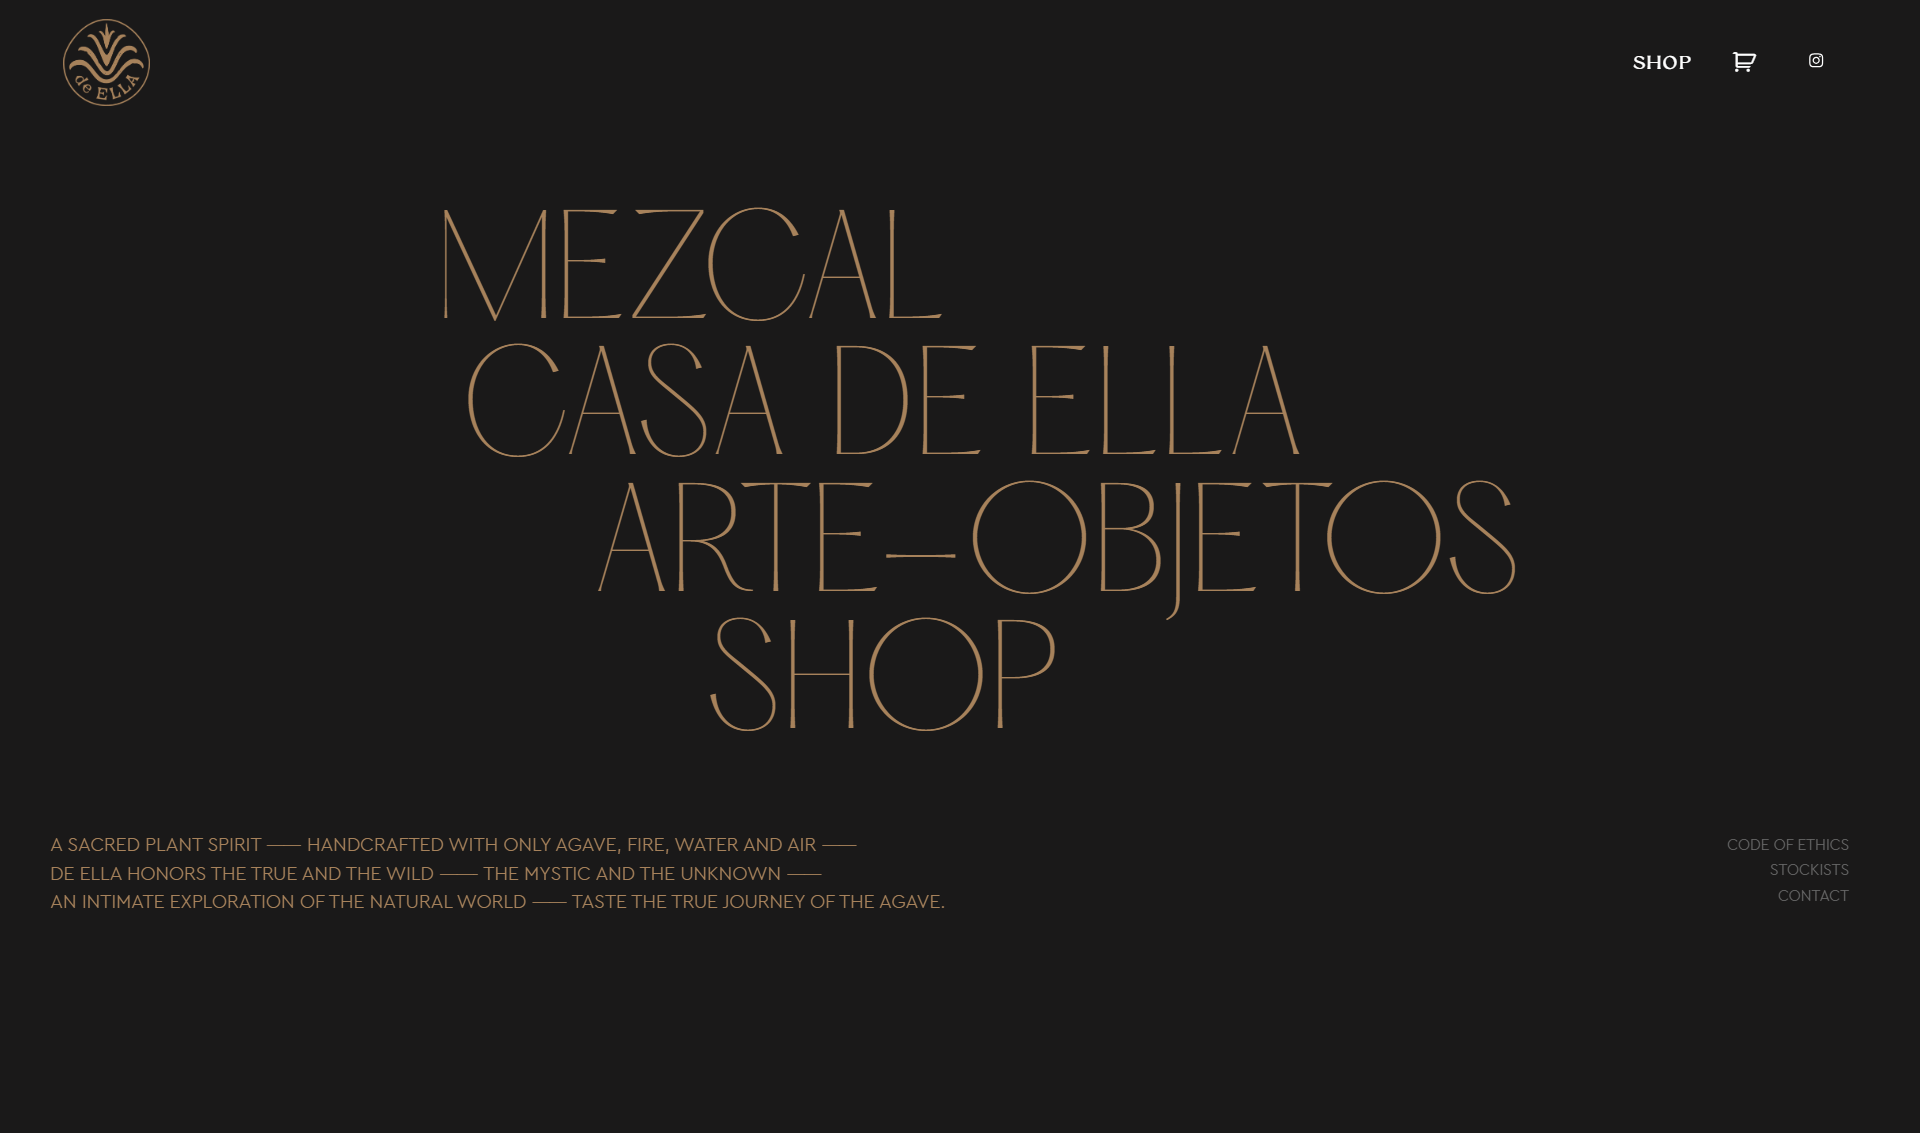 de ELLA
SHOP
MEZCAL
CASA DE ELLA
ARTE–OBJETOS
SHOP
A SACRED PLANT SPIRIT —— HANDCRAFTED WITH ONLY AGAVE, FIRE, WATER AND AIR ——
DE ELLA HONORS THE TRUE AND THE WILD —— THE MYSTIC AND THE UNKNOWN ——
AN INTIMATE EXPLORATION OF THE NATURAL WORLD —— TASTE THE TRUE JOURNEY OF THE AGAVE.
CODE OF ETHICS
STOCKISTS
CONTACT